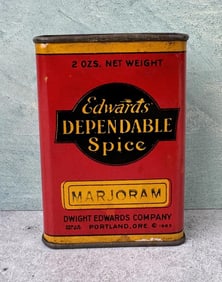 2 OZS. NET WEIGHT
Edwards
DEPENDABLE
Spice
MARJORAM
DWIGHT EDWARDS COMPANY
PORTLAND, ORE. ©